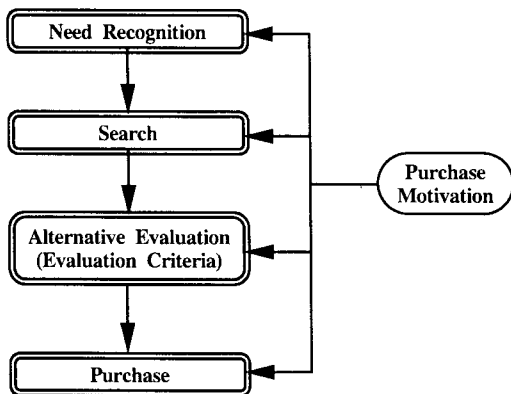 Need Recognition
Search
Purchase
Motivation
Alternative Evaluation
(Evaluation Criteria)
Purchase